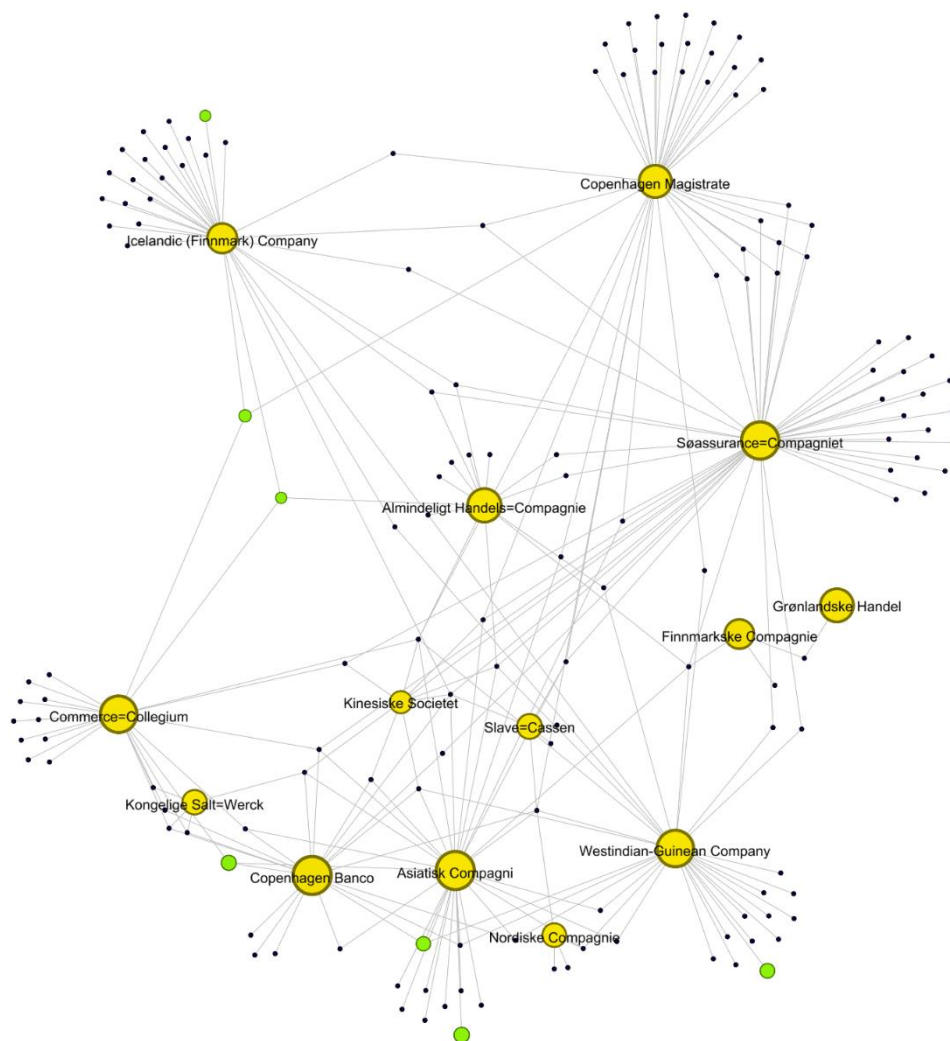 Copenhagen Magistrate
Icelandic (Finnmark) Company
Søassurance=Compagniet
Almindeligt Handels=Compagnie
Grønlandske Handel
Finnmarkske Compagnie
Kinesiske Societet
Commerce=Collegium
Slave=Cassen
Kongelige Salt=Werck
Westindian-Guinean Company
Asiatisk Compagni
Copenhagen Banco
Nordiske Compagnie